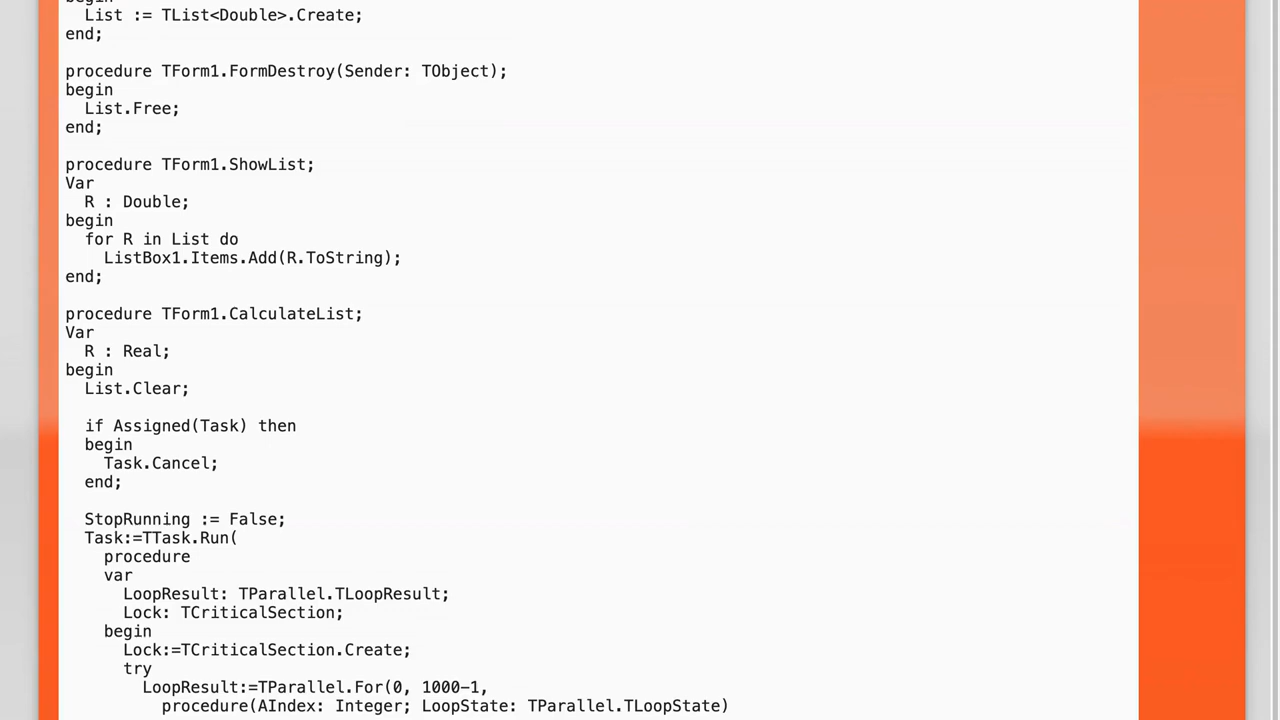 begin
List := TList<Double>.Create;
end;
procedure TForm1.FormDestroy(Sender: TObject);
begin
List.Free;
end;
procedure TForm1.ShowList;
Var
R : Double;
begin
for R in List do
ListBox1.Items.Add(R.ToString);
end;
procedure TForm1.CalculateList;
Var
R : Real;
begin
List.Clear;
if Assigned(Task) then
begin
Task.Cancel;
end;
StopRunning := False;
Task:=TTask.Run(
procedure
var
LoopResult: TParallel.TLoopResult;
Lock: TCriticalSection;
begin
Lock:=TCriticalSection.Create;
try
LoopResult:=TParallel.For(0, 1000-1,
procedure(AIndex: Integer; LoopState: TParallel.TLoopState)